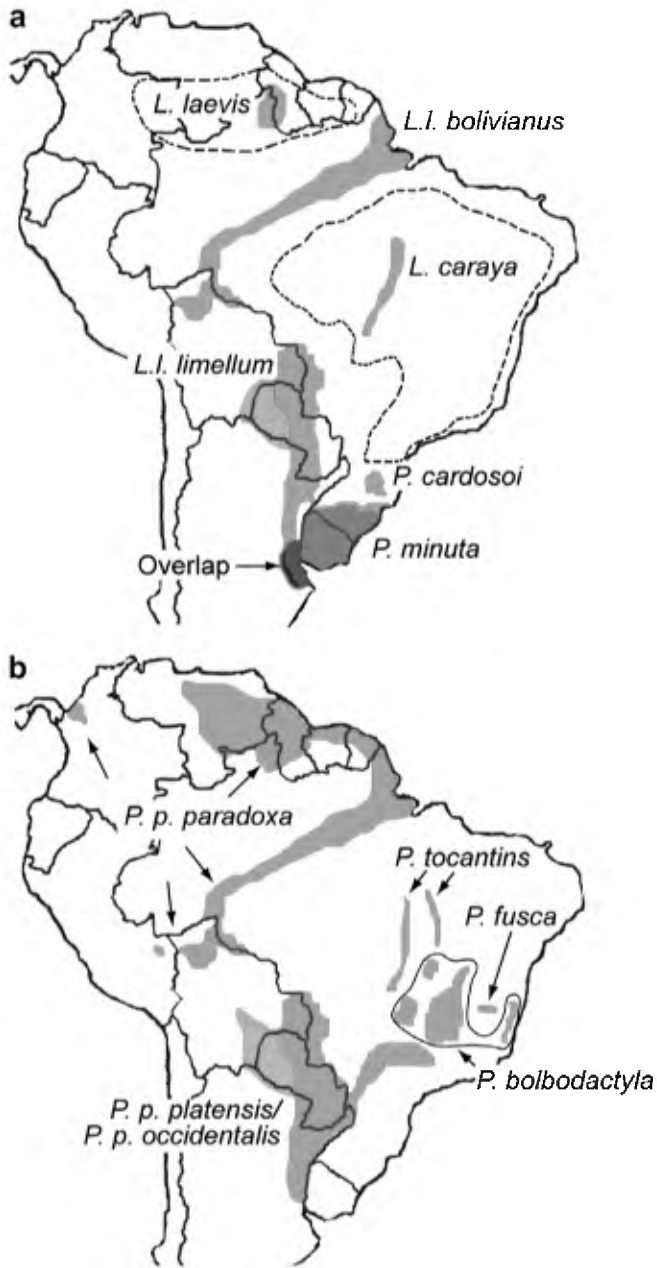 a
L. laevis
L.l. bolivianus
L. caraya
L.l. limellum
P. cardosoi
P. minuta
Overlap
b
P. p. paradoxa
P. tocantins
P. fusca
P. bolbodactyla
P. p. platensis/
P. p. occidentalis